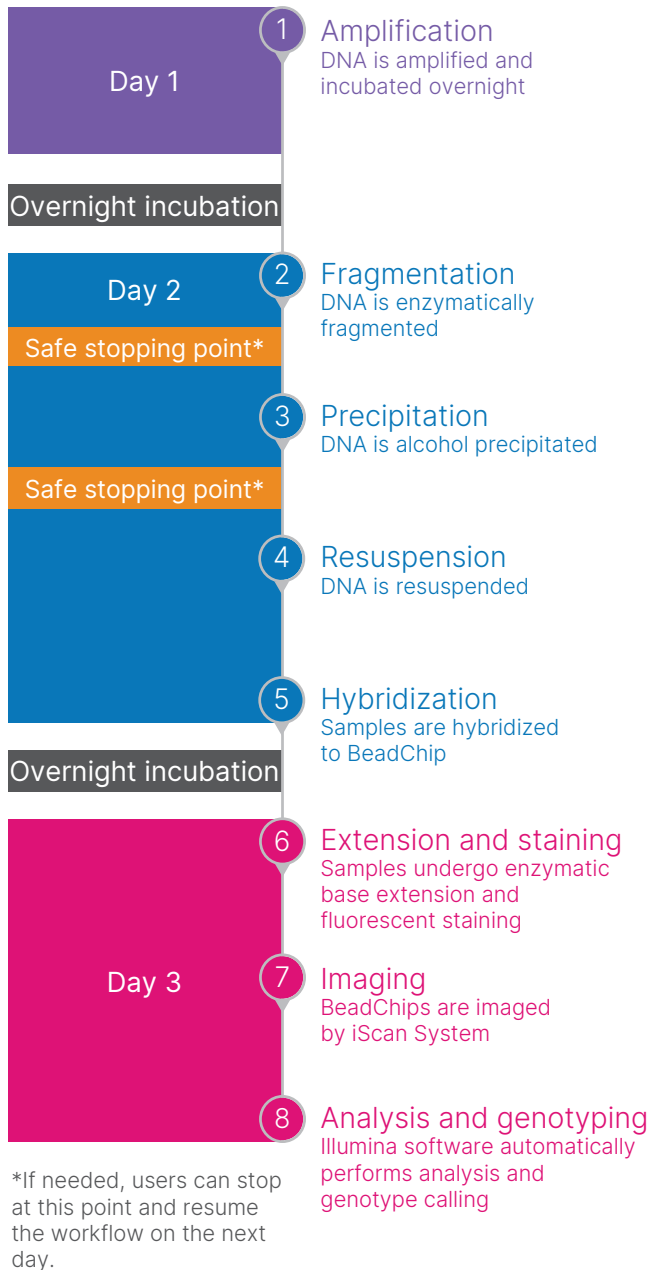 1
Amplification
Day 1
DNA is amplified and
incubated overnight
Overnight incubation
2
Fragmentation
Day 2
DNA is enzymatically
fragmented
Safe stopping point*
3
Precipitation
DNA is alcohol precipitated
Safe stopping point*
4
Resuspension
DNA is resuspended
5
Hybridization
Samples are hybridized
to BeadChip
Overnight incubation
6
Extension and staining
Samples undergo enzymatic
base extension and
fluorescent staining
Day 3
7
Imaging
BeadChips are imaged
by iScan System
8
Analysis and genotyping
Illumina software automatically
performs analysis and
genotype calling
*If needed, users can stop
at this point and resume
the workflow on the next
day.